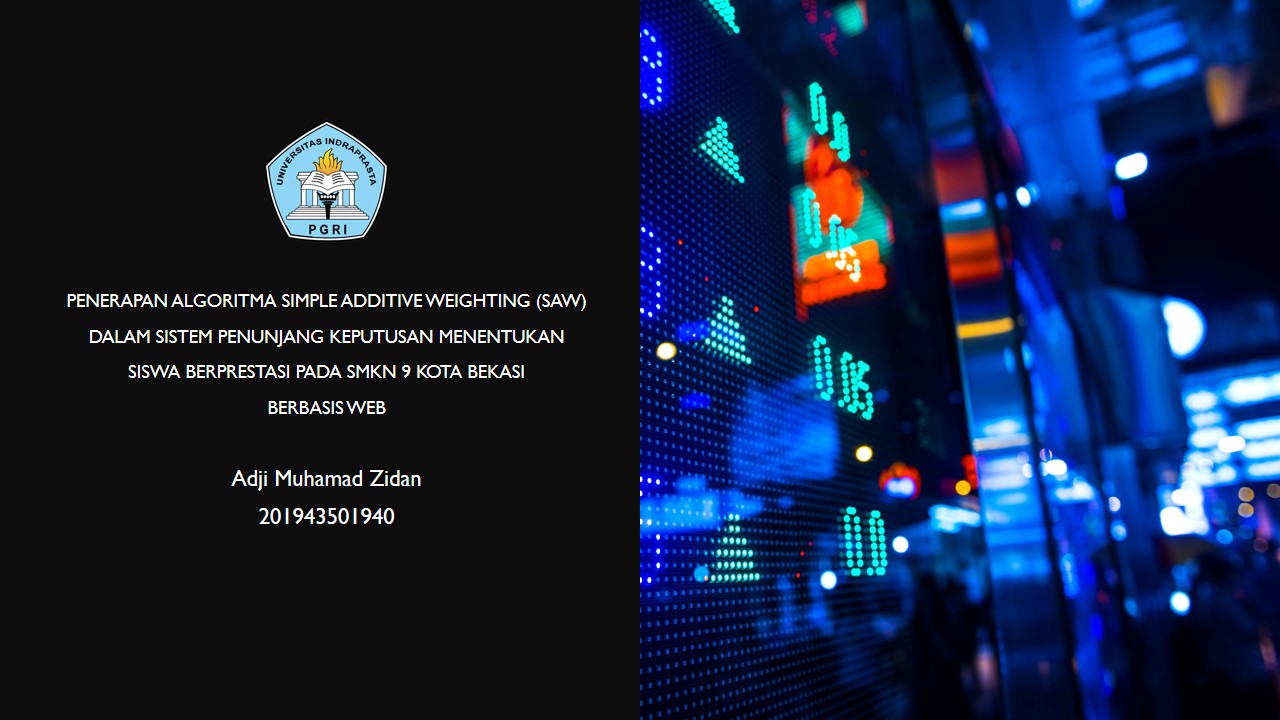 UNIVERSITAS INDRAPRASTA
PGRI
PENERAPAN ALGORITMA SIMPLE ADDITIVE WEIGHTING (SAW)
DALAM SISTEM PENUNJANG KEPUTUSAN MENENTUKAN
SISWA BERPRESTASI PADA SMKN 9 KOTA BEKASI
BERBASIS WEB
Adji Muhamad Zidan
201943501940